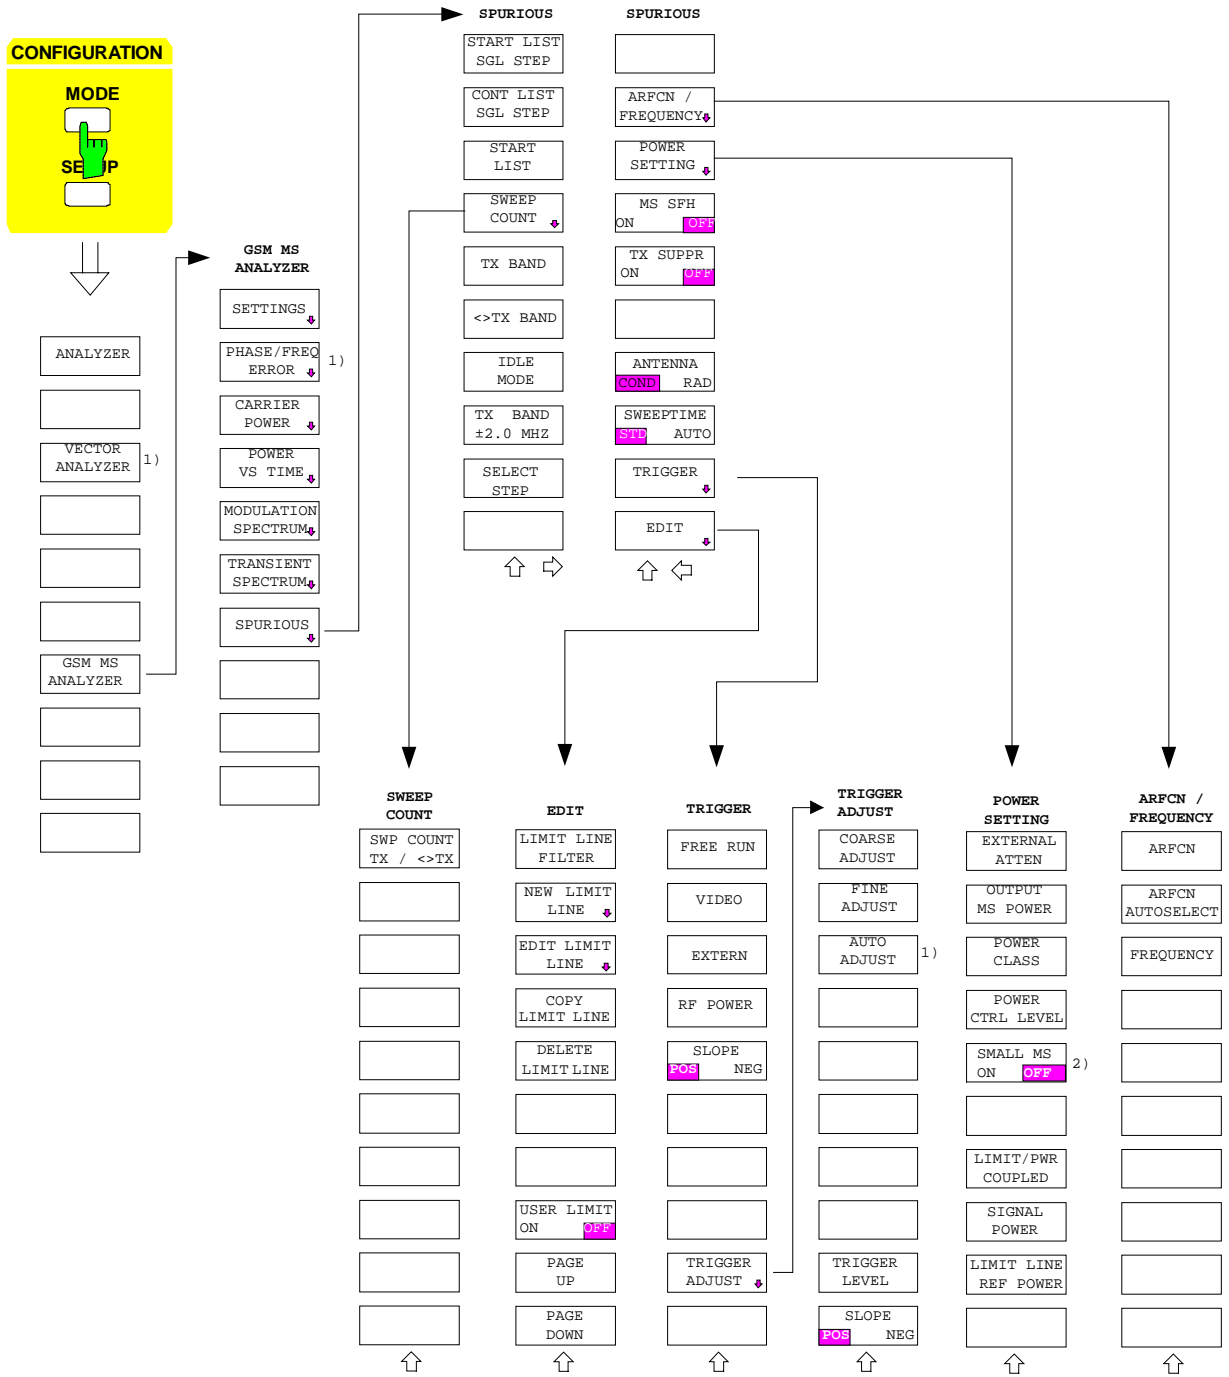 CONFIGURATION
MODE
SE UP
ANALYZER
VECTOR
ANALYZER
1)
GSM MS
ANALYZER
GSM MS
ANALYZER
SETTINGS
PHASE/FREQ
ERROR
1)
CARRIER
POWER
POWER
VS TIME
MODULATION
SPECTRUM
TRANSIENT
SPECTRUM
SPURIOUS
SPURIOUS
START LIST
SGL STEP
CONT LIST
SGL STEP
START
LIST
SWEEP
COUNT
TX BAND
<>TX BAND
IDLE
MODE
TX BAND
±2.0 MHZ
SELECT
STEP
SPURIOUS
ARFCN /
FREQUENCY
POWER
SETTING
MS SFH
ON OFF
TX SUPPR
ON OFF
ANTENNA
COND RAD
SWEEPTIME
STD AUTO
TRIGGER
EDIT
SWEEP
COUNT
SWP COUNT
TX / <>TX
EDIT
LIMIT LINE
FILTER
NEW LIMIT
LINE
EDIT LIMIT
LINE
COPY
LIMIT LINE
DELETE
LIMIT LINE
USER LIMIT
ON OFF
PAGE
UP
PAGE
DOWN
TRIGGER
FREE RUN
VIDEO
EXTERN
RF POWER
SLOPE
POS NEG
TRIGGER
ADJUST
TRIGGER
ADJUST
COARSE
ADJUST
FINE
ADJUST
AUTO
ADJUST
1)
TRIGGER
LEVEL
SLOPE
POS NEG
POWER
SETTING
EXTERNAL
ATTEN
OUTPUT
MS POWER
POWER
CLASS
POWER
CTRL LEVEL
SMALL MS
ON OFF
2)
LIMIT/PWR
COUPLED
SIGNAL
POWER
LIMIT LINE
REF POWER
ARFCN /
FREQUENCY
ARFCN
ARFCN
AUTOSELECT
FREQUENCY